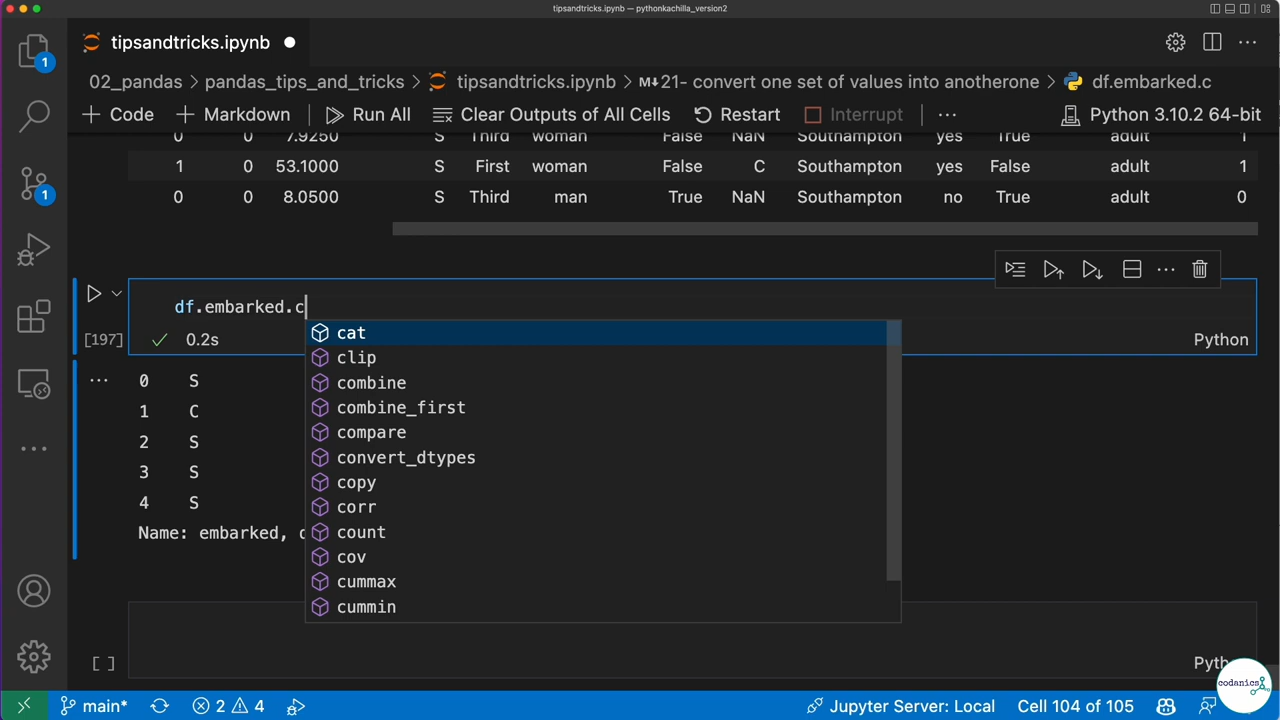 tipsandtricks.ipynb — pythonkachilla_version2
tipsandtricks.ipynb
02_pandas > pandas_tips_and_tricks > tipsandtricks.ipynb > M↓21- convert one set of values into anotherone > df.embarked.c
+ Code + Markdown Run All Clear Outputs of All Cells Restart Interrupt ... Python 3.10.2 64-bit
0 0 7.9250 S Third woman False NaN Southampton yes True adult 1
1 0 53.1000 S First woman False C Southampton yes False adult 1
0 0 8.0500 S Third man True NaN Southampton no True adult 0
df.embarked.c
[197] 0.2s Python
cat
clip
combine
combine_first
compare
convert_dtypes
copy
corr
count
cov
cummax
cummin
0 S
1 C
2 S
3 S
4 S
Name: embarked,
[ ]
1
1
codanics
main* 2 4 Jupyter Server: Local Cell 104 of 105